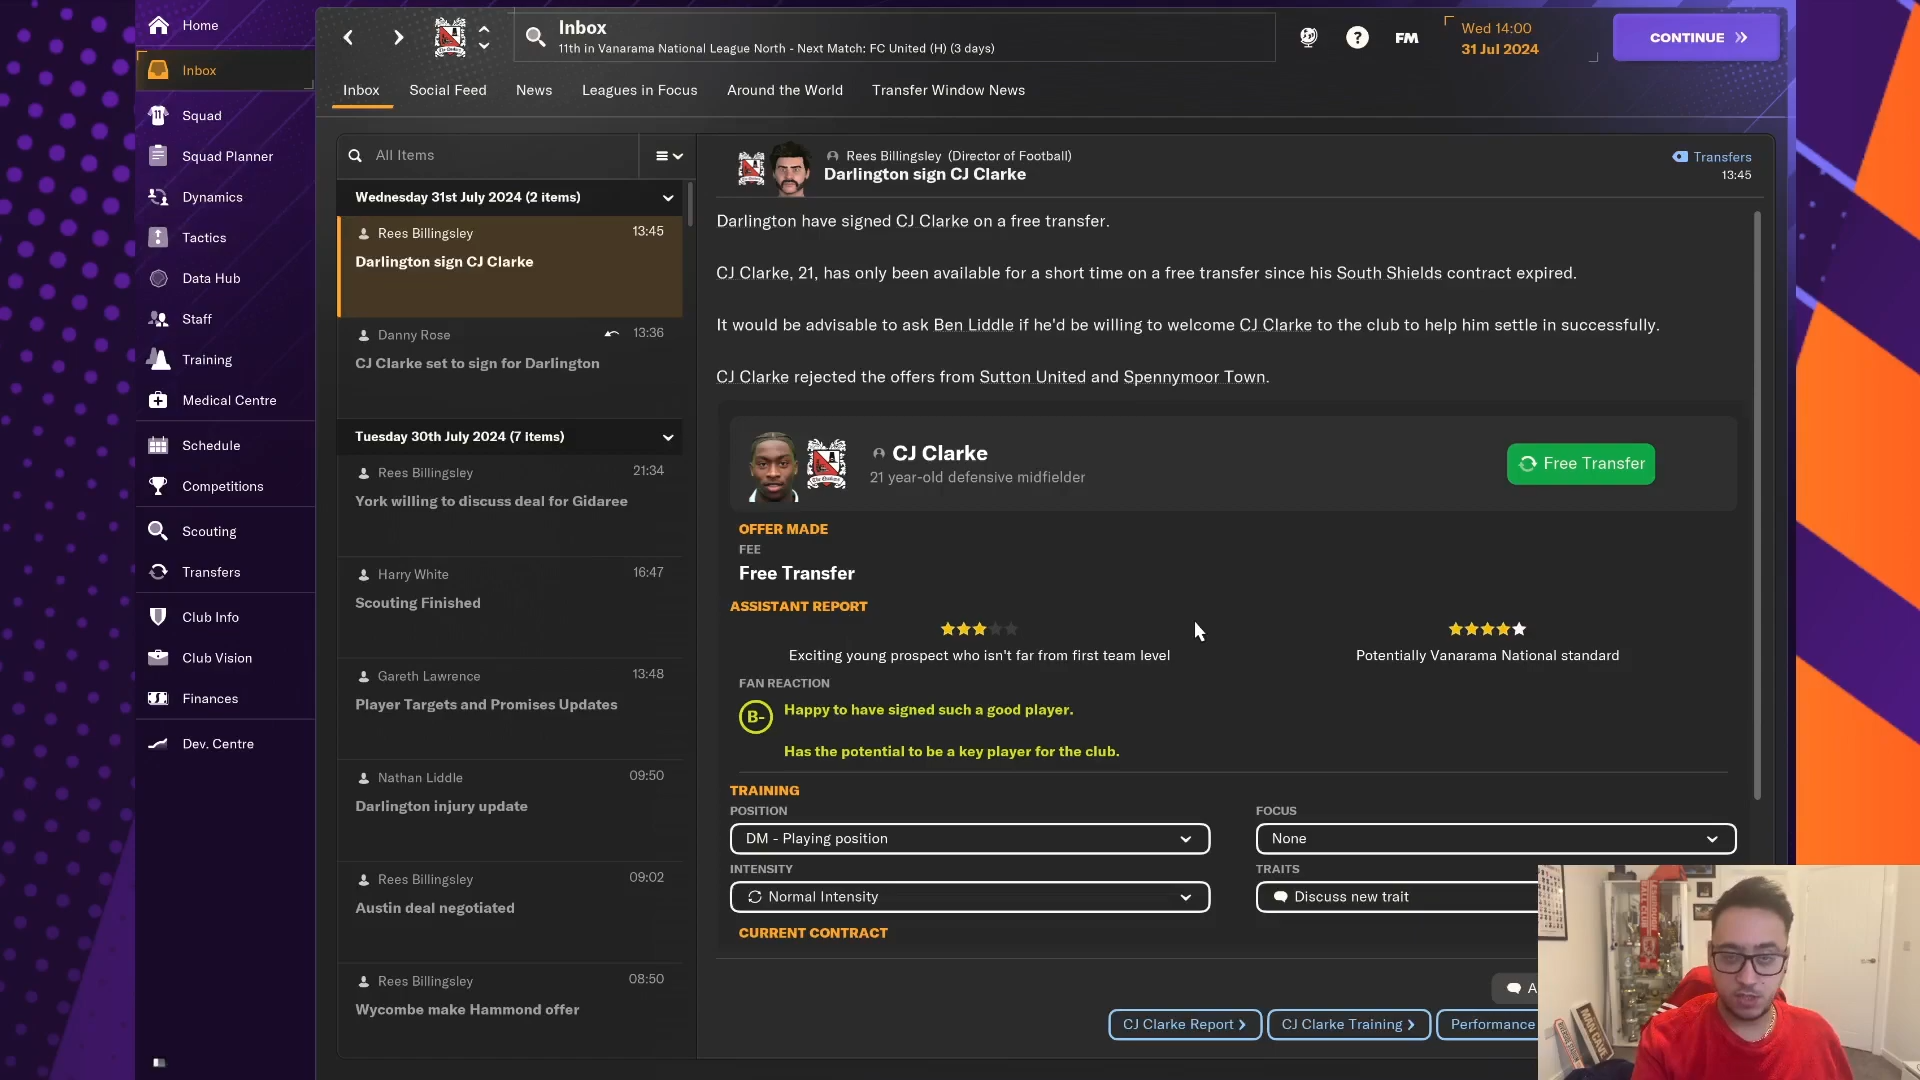 Home
Inbox
Squad
Squad Planner
Dynamics
Tactics
Data Hub
Staff
Training
Medical Centre
Schedule
Competitions
Scouting
Transfers
Club Info
Club Vision
Finances
Dev. Centre
Inbox
11th in Vanarama National League North - Next Match: FC United (H) (3 days)
?
FM
Wed 14:00
31 Jul 2024
CONTINUE
Inbox
Social Feed
News
Leagues in Focus
Around the World
Transfer Window News
All Items
Wednesday 31st July 2024 (2 items)
Rees Billingsley 13:45
Darlington sign CJ Clarke
Danny Rose 13:36
CJ Clarke set to sign for Darlington
Tuesday 30th July 2024 (7 items)
Rees Billingsley 21:34
York willing to discuss deal for Gidaree
Harry White 16:47
Scouting Finished
Gareth Lawrence 13:48
Player Targets and Promises Updates
Nathan Liddle 09:50
Darlington injury update
Rees Billingsley 09:02
Austin deal negotiated
Rees Billingsley 08:50
Wycombe make Hammond offer
Rees Billingsley (Director of Football)
Darlington sign CJ Clarke
Transfers
13:45
Darlington have signed CJ Clarke on a free transfer.
CJ Clarke, 21, has only been available for a short time on a free transfer since his South Shields contract expired.
It would be advisable to ask Ben Liddle if he'd be willing to welcome CJ Clarke to the club to help him settle in successfully.
CJ Clarke rejected the offers from Sutton United and Spennymoor Town.
CJ Clarke
21 year-old defensive midfielder
Free Transfer
OFFER MADE
FEE
Free Transfer
ASSISTANT REPORT
Exciting young prospect who isn't far from first team level
Potentially Vanarama National standard
FAN REACTION
B-
Happy to have signed such a good player.
Has the potential to be a key player for the club.
TRAINING
POSITION
DM - Playing position
FOCUS
None
INTENSITY
Normal Intensity
TRAITS
Discuss new trait
CURRENT CONTRACT
A
CJ Clarke Report
CJ Clarke Training
Performance
MAN CAVE